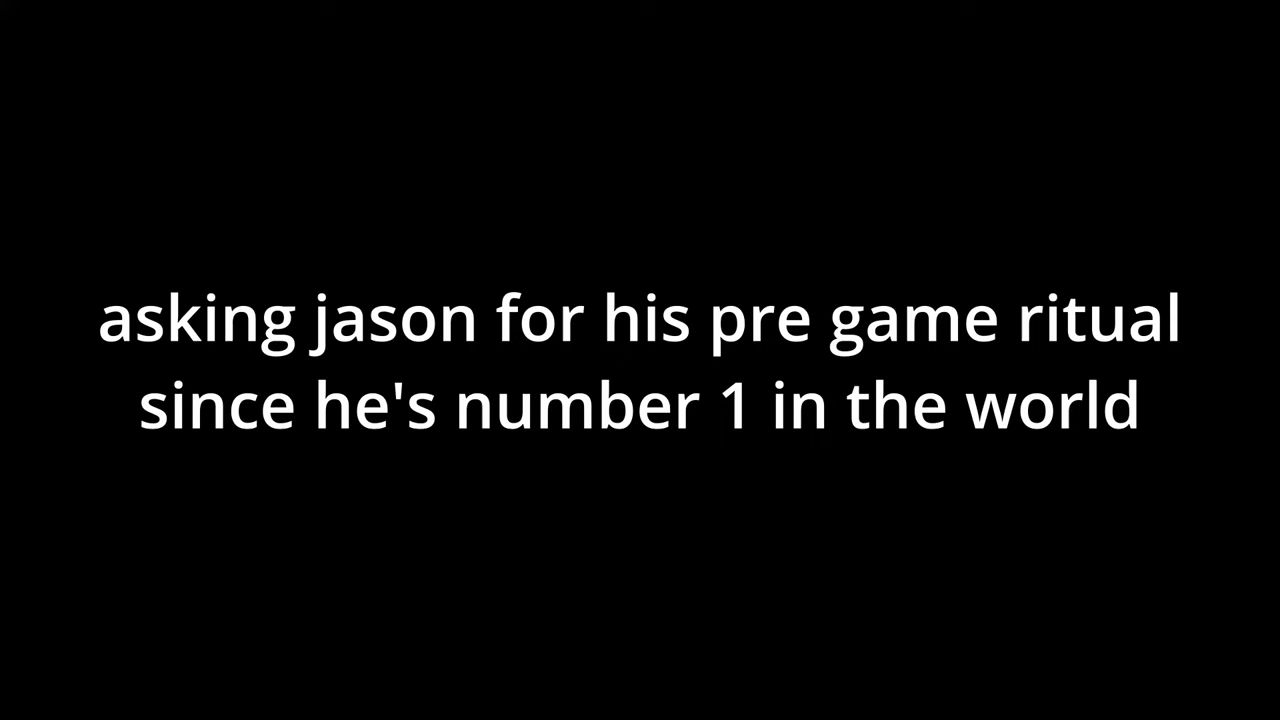 asking jason for his pre game ritual
since he's number 1 in the world